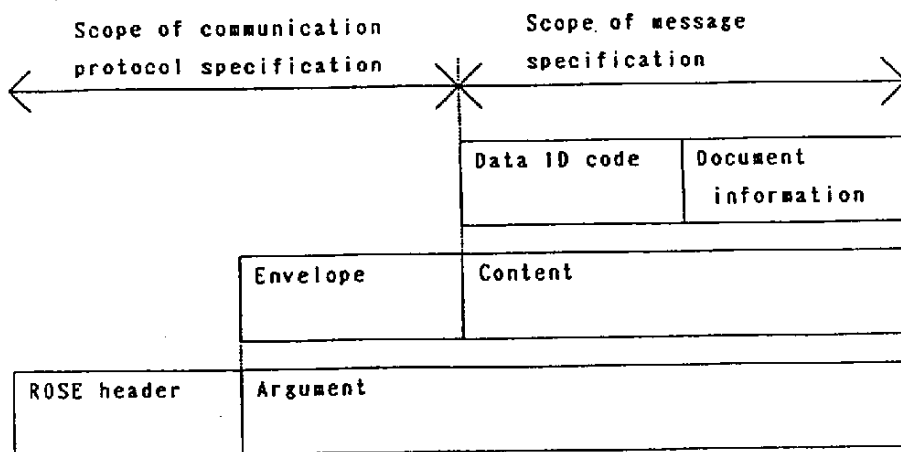 Scope of communication
protocol specification
Scope of message
specification
Data ID code
Document
information
Envelope
Content
ROSE header
Argument